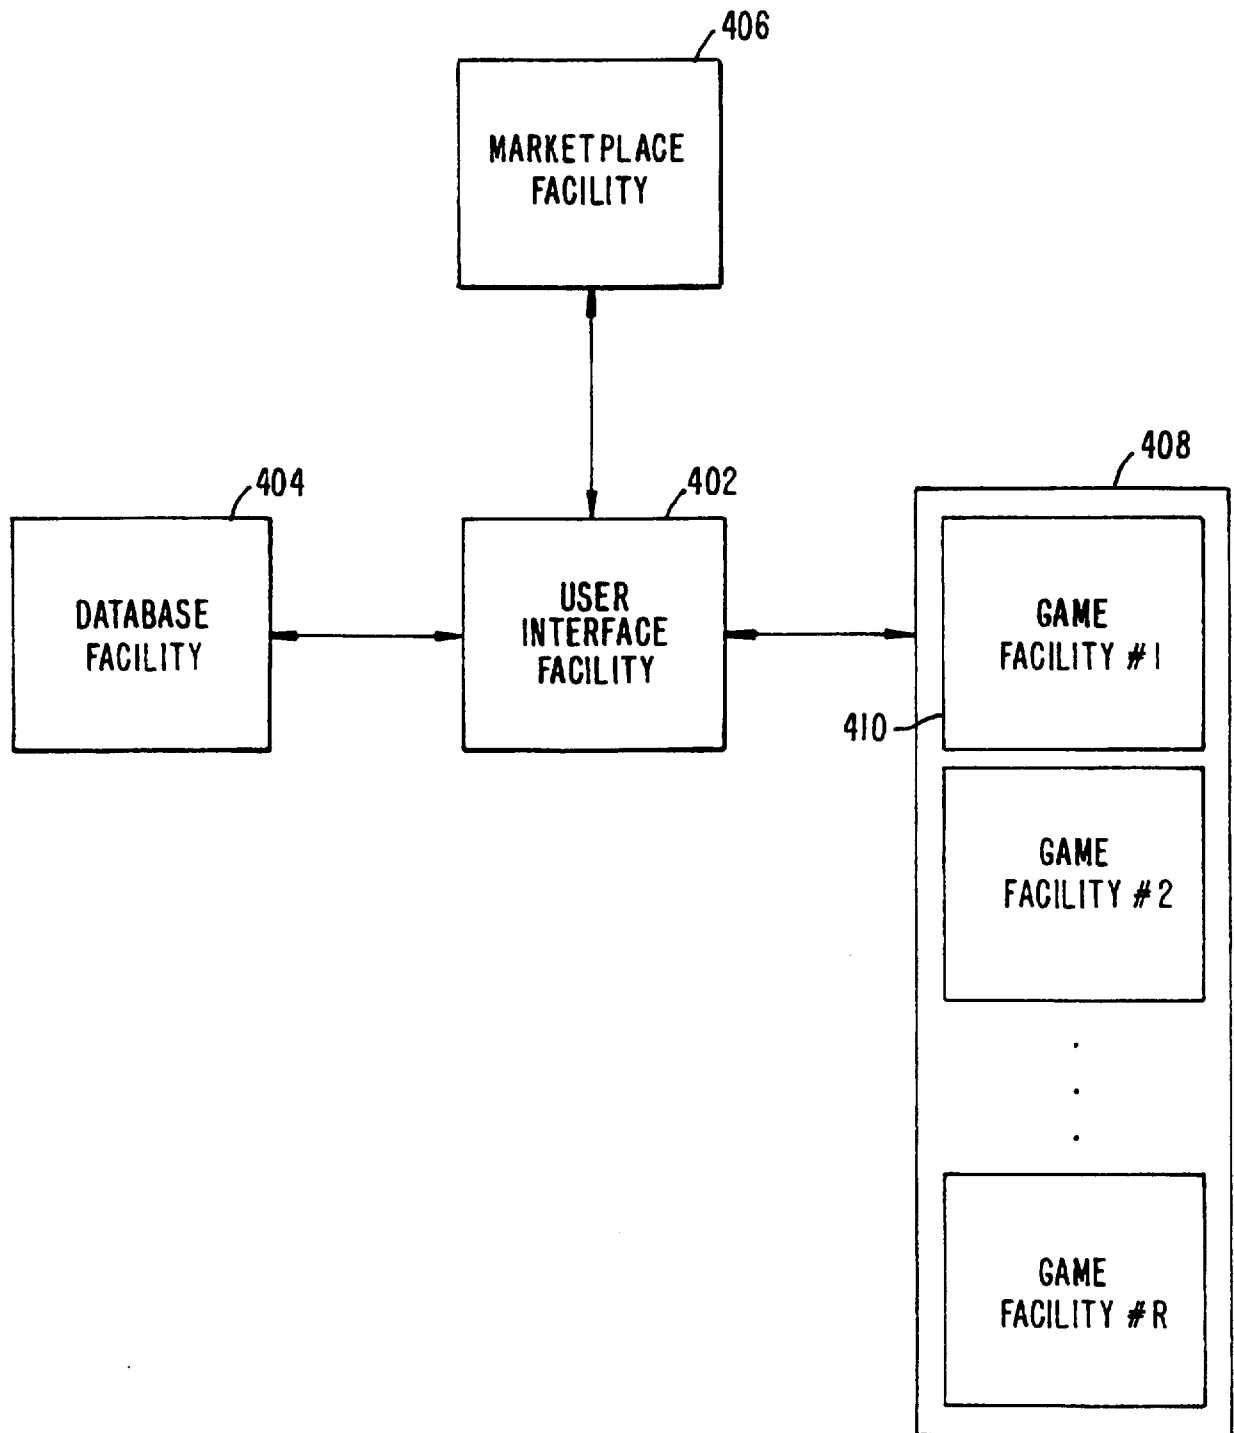 406
MARKETPLACE
FACILITY
408
404
402
DATABASE
FACILITY
USER
INTERFACE
FACILITY
GAME
FACILITY #1
410
GAME
FACILITY #2
GAME
FACILITY #R